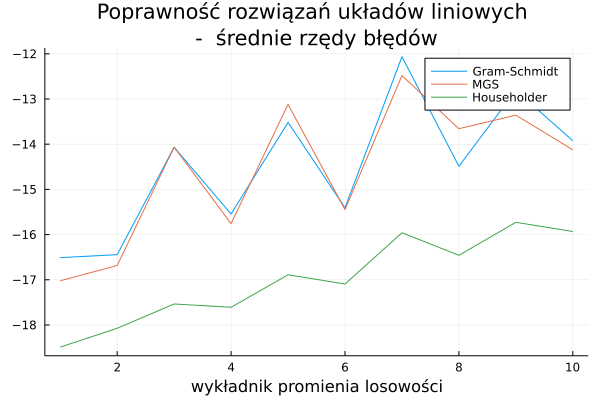 Poprawność rozwiązań układów liniowych
- średnie rzędy błędów
−12
−13
−14
−15
−16
−17
−18
Gram-Schmidt
MGS
Householder
2
4
6
8
10
wykładnik promienia losowości